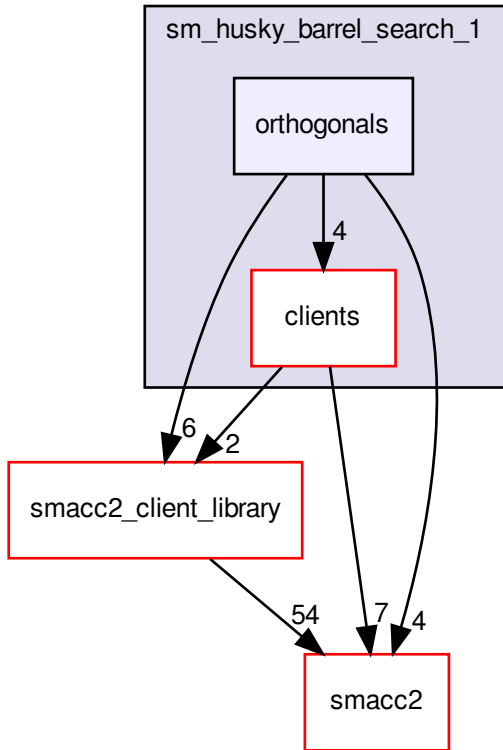 sm_husky_barrel_search_1
orthogonals
4
clients
6
2
smacc2_client_library
54
7
4
smacc2